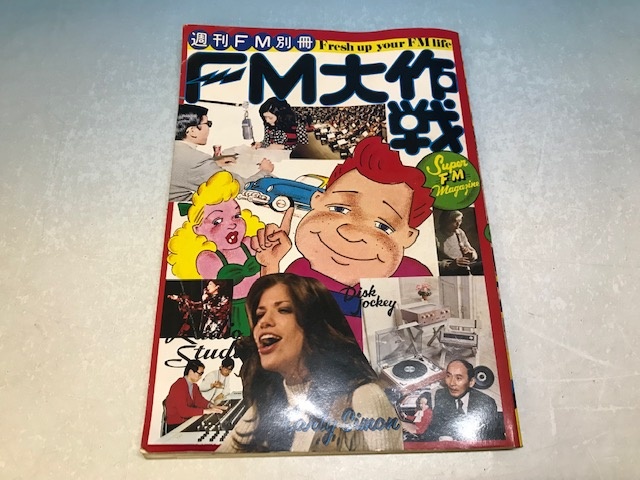 週刊FM別冊 Fresh up your FM life
FM大作
戦
Super
FM
Magazine
Disk
Jockey
Radio
Studio
Carly Simon